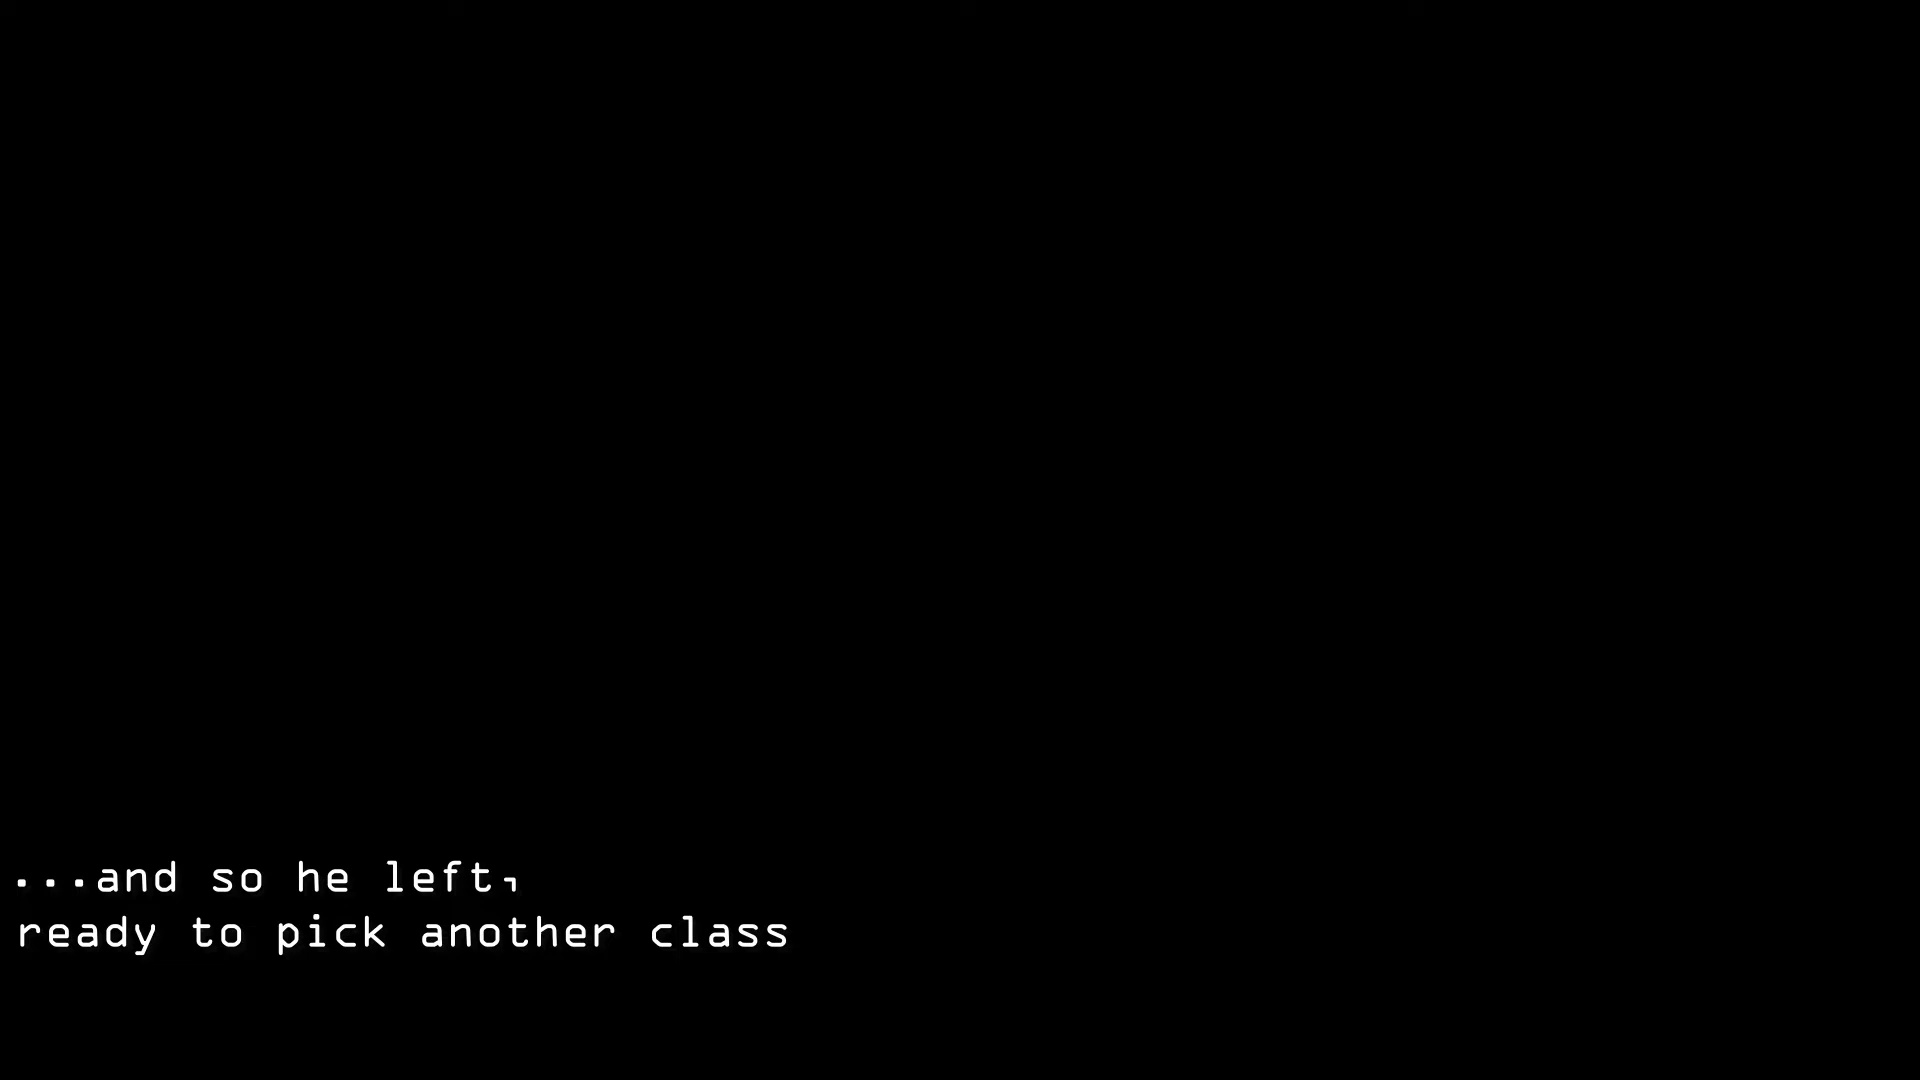 ...and so he left,
ready to pick another class